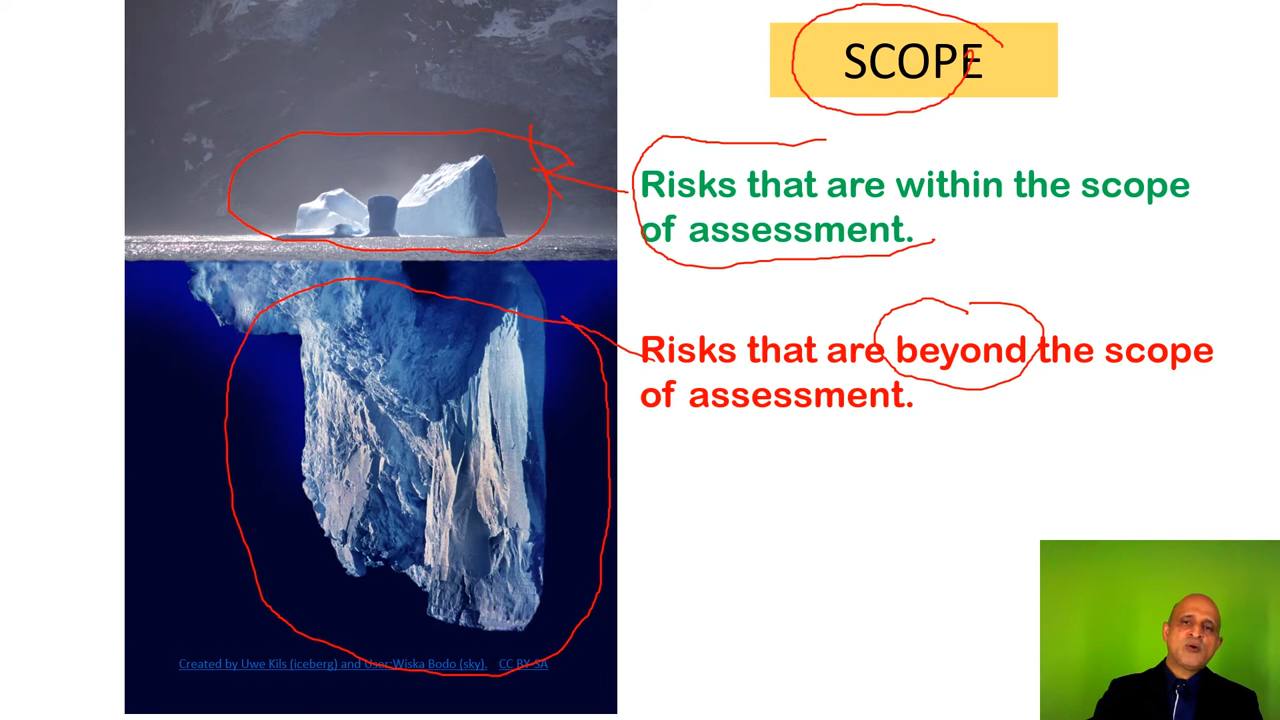 SCOPE
Risks that are within the scope
of assessment.
Risks that are beyond the scope
of assessment.
Created by Uwe Kils (iceberg) and User:Wiska Bodo (sky). CC BY-SA